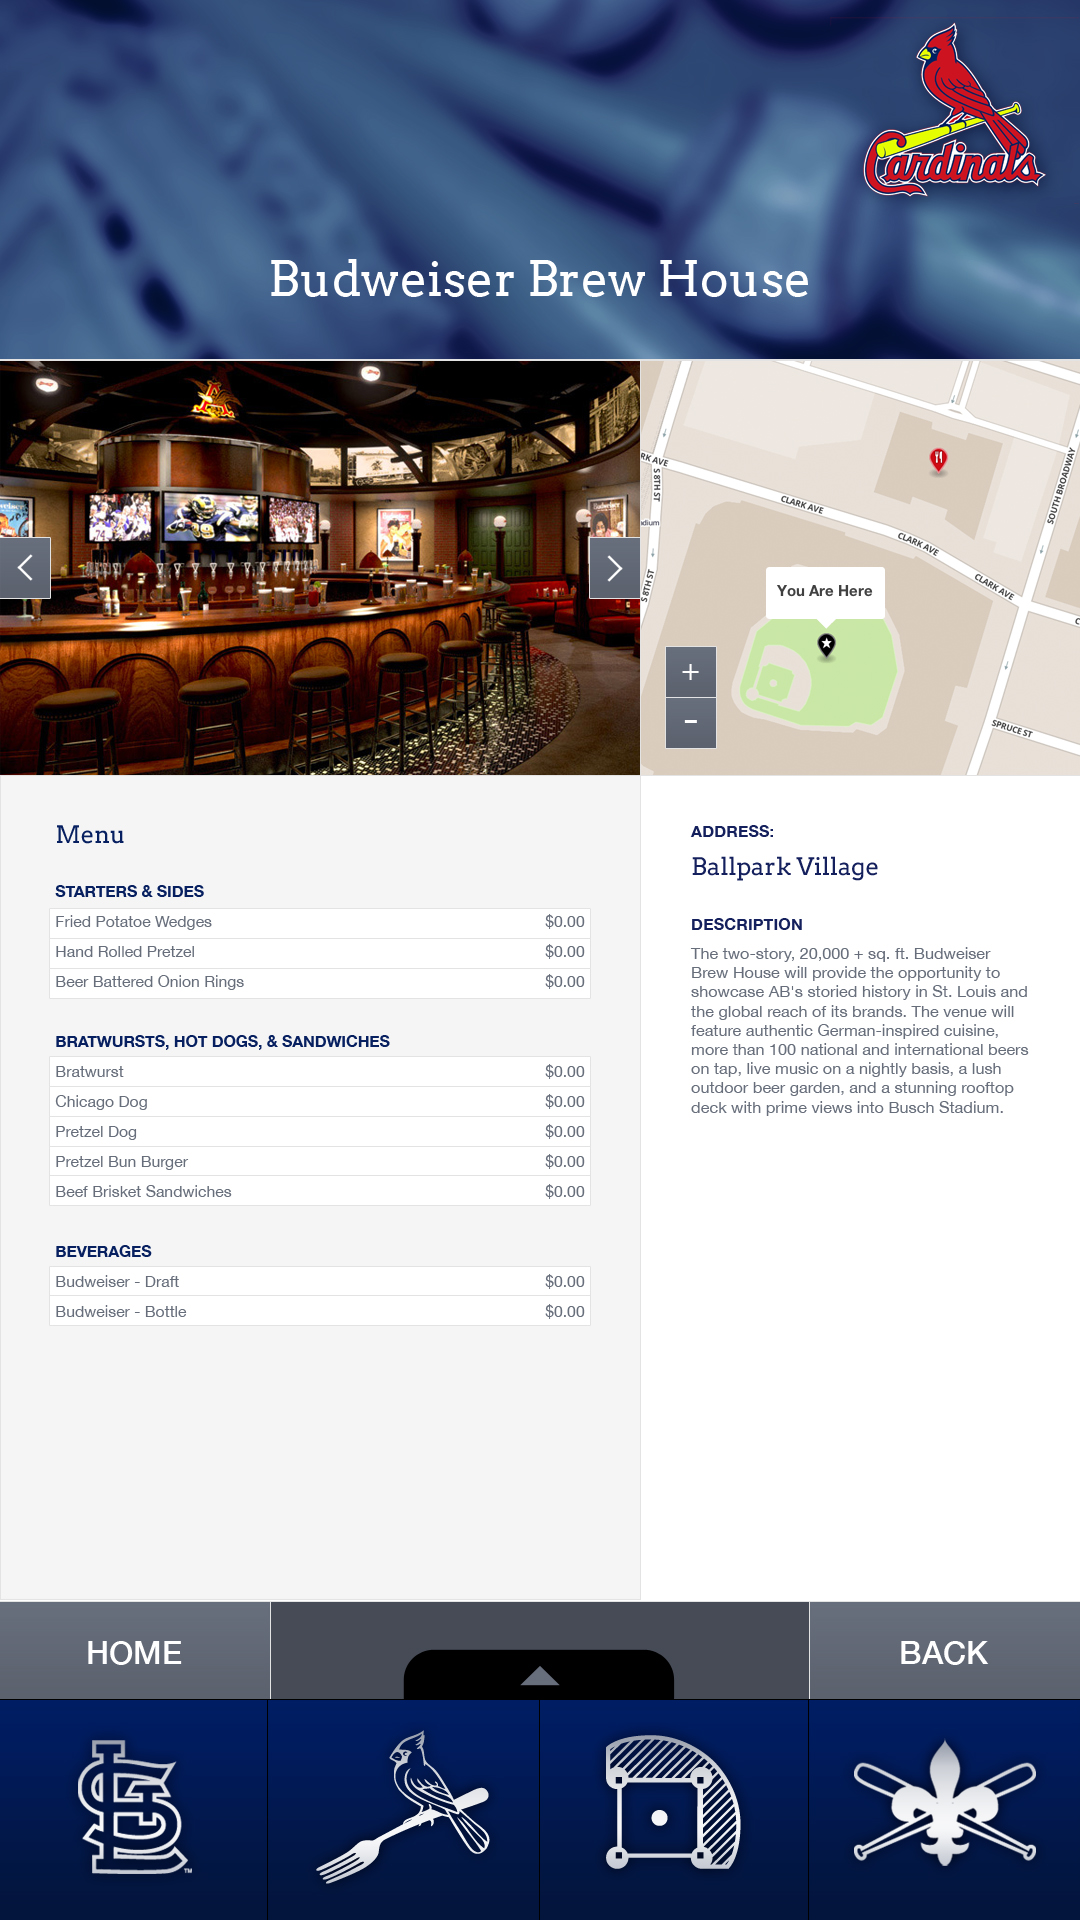 Cardinals
Budweiser Brew House
CLARK AVE
S 8TH ST
S 8TH ST
CLARK AVE
CLARK AVE
CLARK AVE
SOUTH BROADWAY
SPRUCE ST
You Are Here
+
-
Menu
STARTERS & SIDES
Fried Potatoe Wedges $0.00
Hand Rolled Pretzel $0.00
Beer Battered Onion Rings $0.00
BRATWURSTS, HOT DOGS, & SANDWICHES
Bratwurst $0.00
Chicago Dog $0.00
Pretzel Dog $0.00
Pretzel Bun Burger $0.00
Beef Brisket Sandwiches $0.00
BEVERAGES
Budweiser - Draft $0.00
Budweiser - Bottle $0.00
ADDRESS:
Ballpark Village
DESCRIPTION
The two-story, 20,000 + sq. ft. Budweiser
Brew House will provide the opportunity to
showcase AB's storied history in St. Louis and
the global reach of its brands. The venue will
feature authentic German-inspired cuisine,
more than 100 national and international beers
on tap, live music on a nightly basis, a lush
outdoor beer garden, and a stunning rooftop
deck with prime views into Busch Stadium.
HOME
BACK
STL
TM